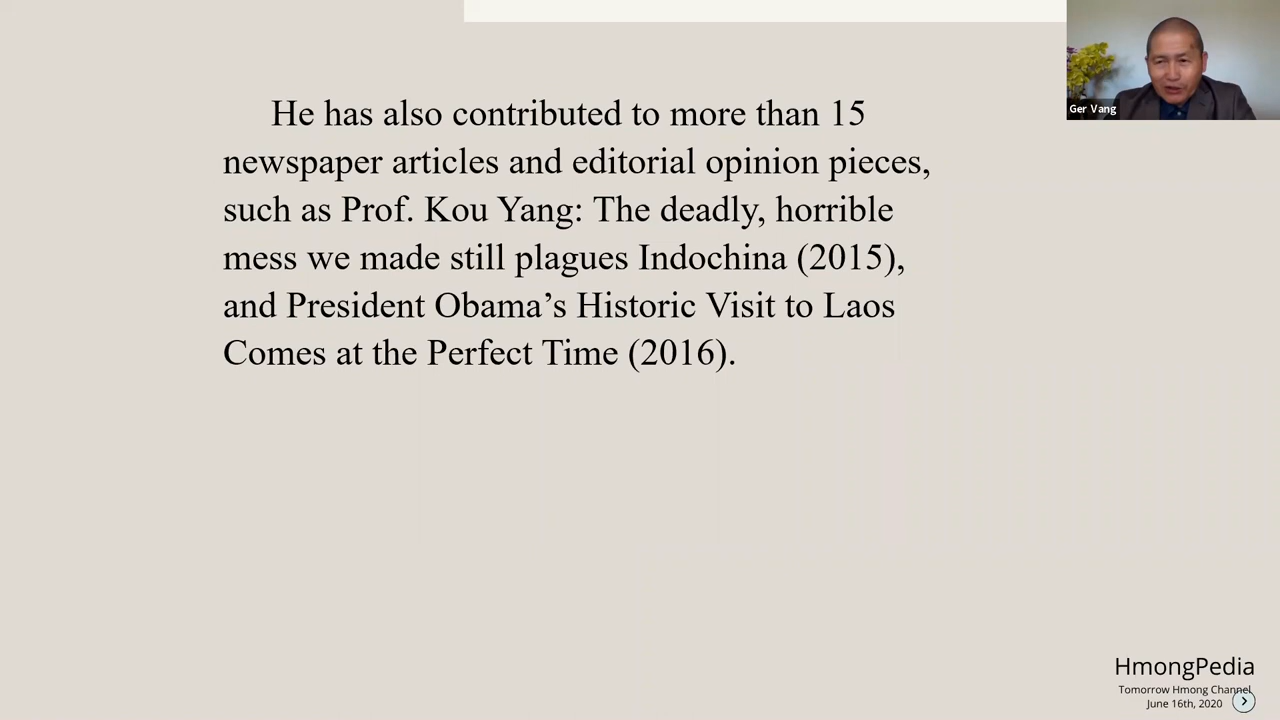 He has also contributed to more than 15
newspaper articles and editorial opinion pieces,
such as Prof. Kou Yang: The deadly, horrible
mess we made still plagues Indochina (2015),
and President Obama’s Historic Visit to Laos
Comes at the Perfect Time (2016).
Ger Vang
HmongPedia
Tomorrow Hmong Channel
June 16th, 2020